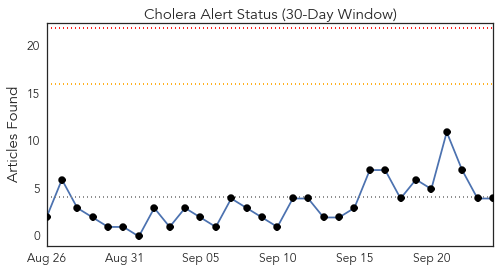 Cholera Alert Status (30-Day Window)
Articles Found
20
15
10
5
0
Aug 26 Aug 31 Sep 05 Sep 10 Sep 15 Sep 20